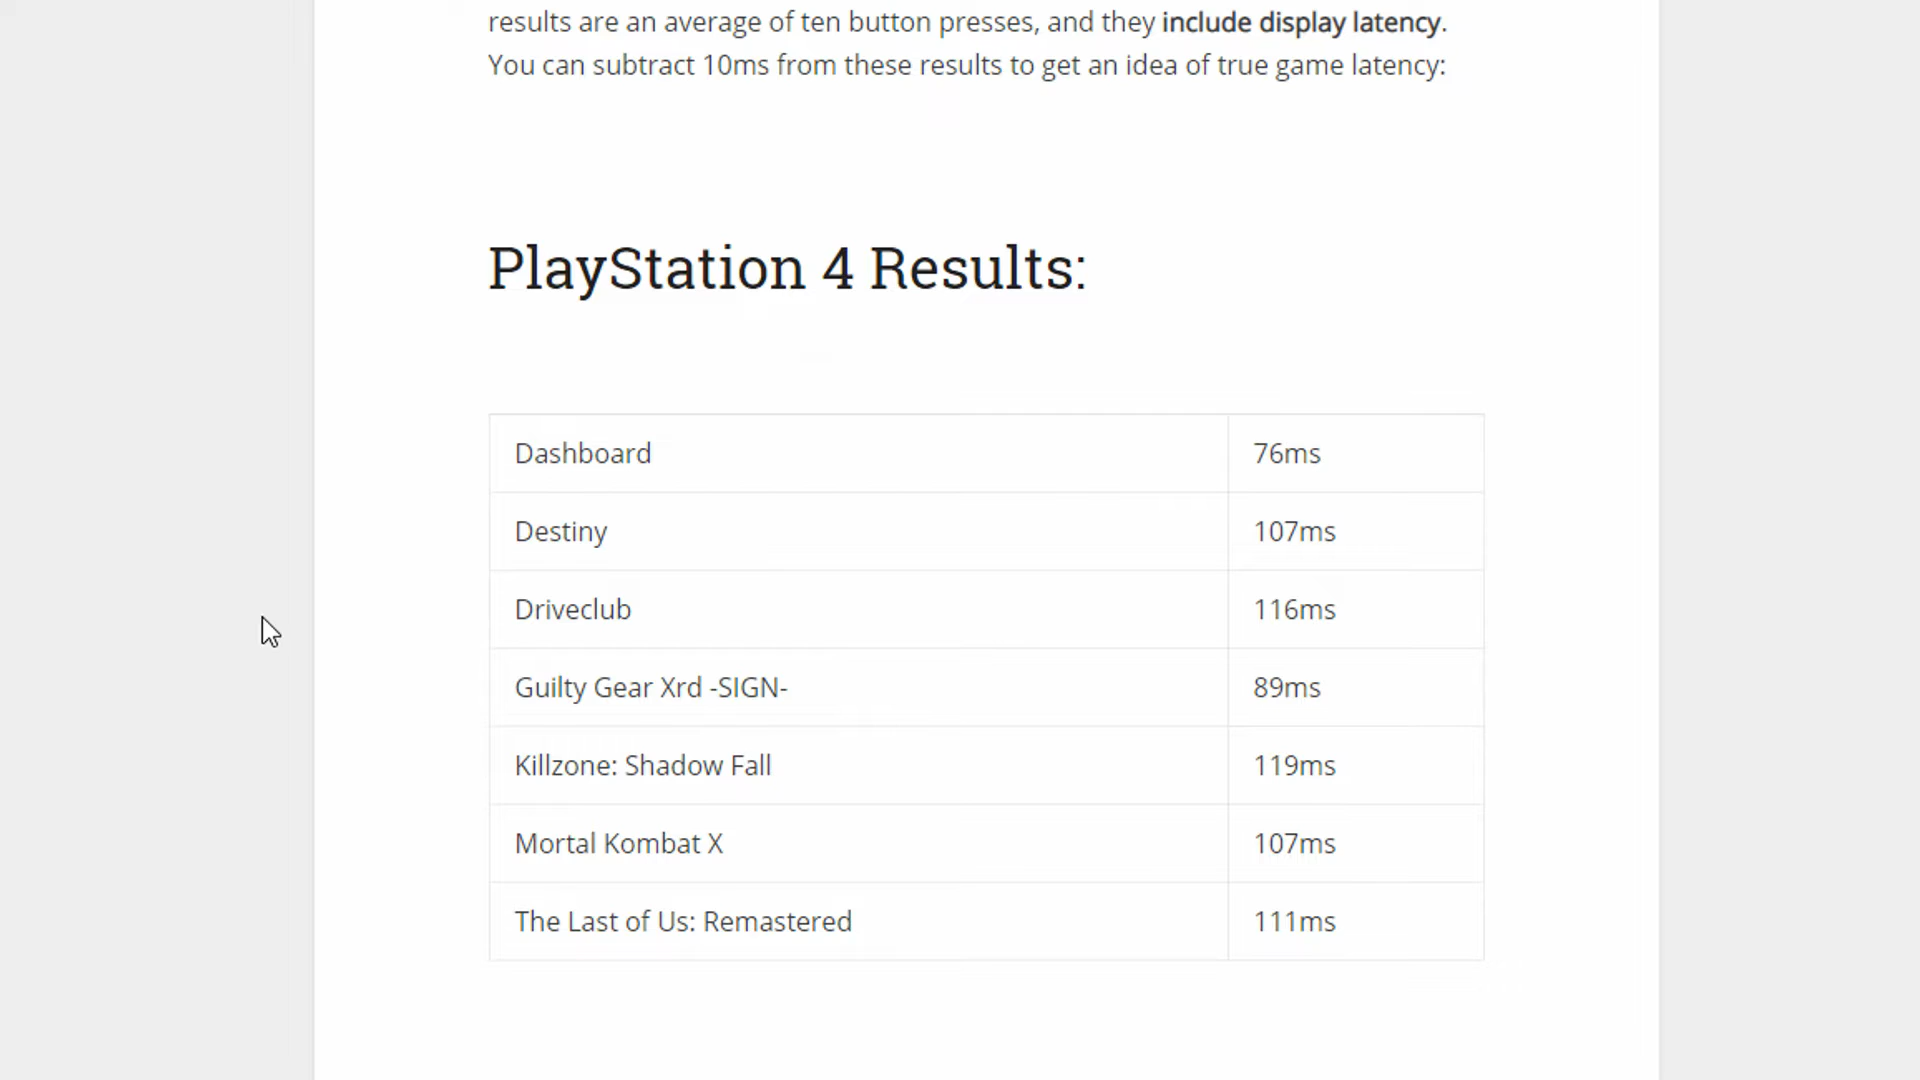 results are an average of ten button presses, and they include display latency.
You can subtract 10ms from these results to get an idea of true game latency:
PlayStation 4 Results:
Dashboard 76ms
Destiny 107ms
Driveclub 116ms
Guilty Gear Xrd -SIGN- 89ms
Killzone: Shadow Fall 119ms
Mortal Kombat X 107ms
The Last of Us: Remastered 111ms